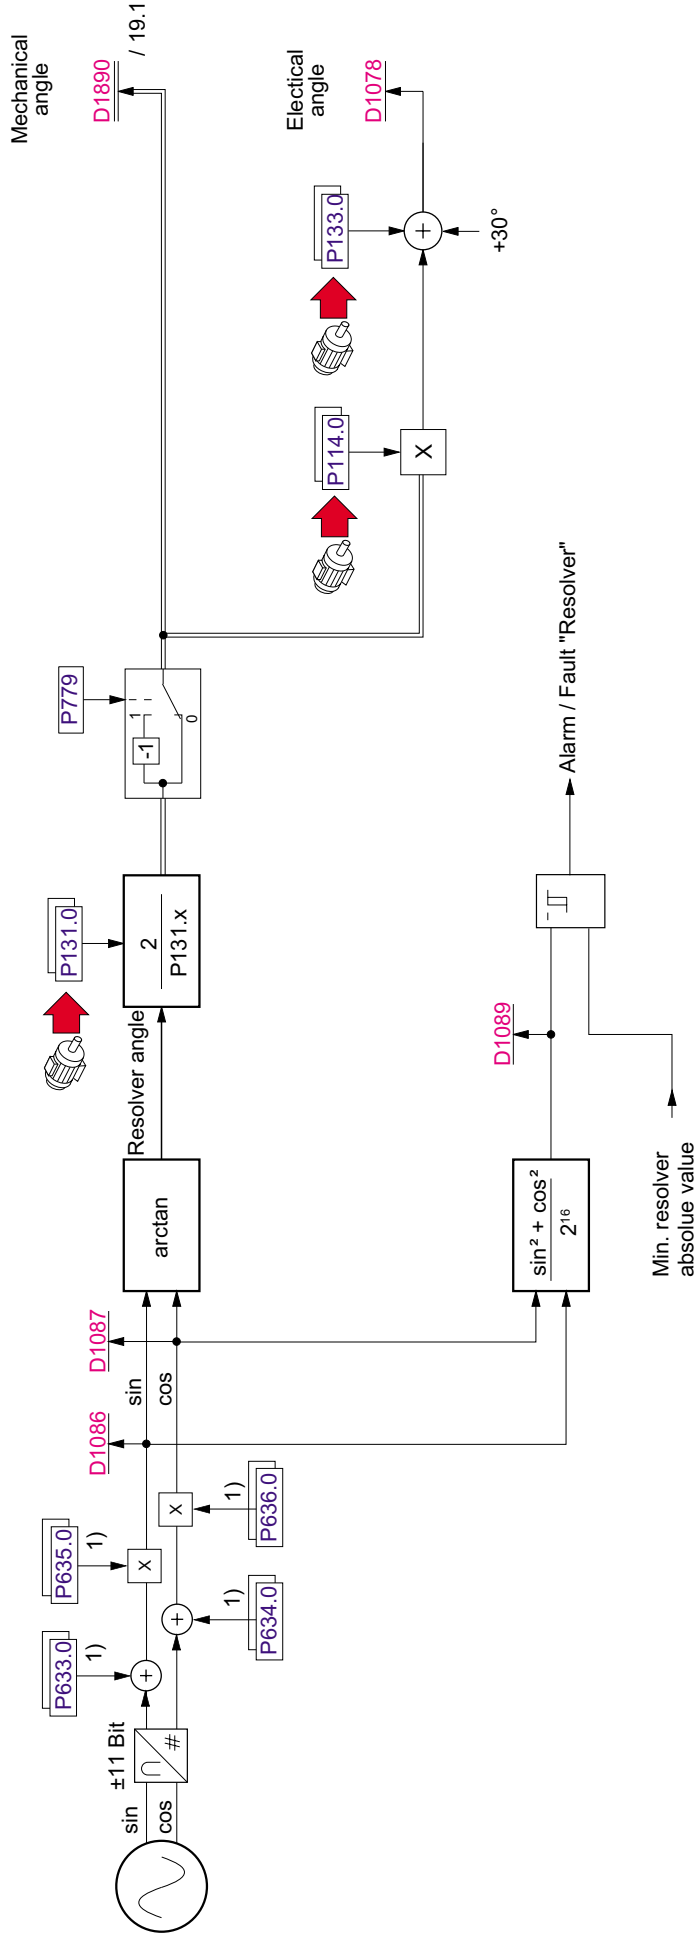 sin
cos
±11 Bit
∩
#
P633.0
1)
+
P635.0
1)
X
+
1)
P634.0
X
1)
P636.0
D1086
D1087
sin
cos
arctan
Resolver angle
P131.0
2
P131.x
P779
1
-1
0
Mechanical
angle
D1890
/ 19.1
P114.0
X
P133.0
+
+30°
Electical
angle
D1078
sin² + cos²
2¹⁶
D1089
Min. resolver
absolue value
Alarm / Fault "Resolver"